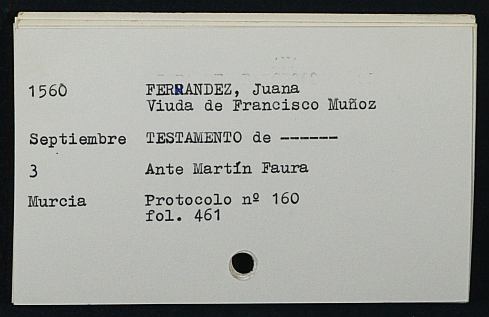 1560 FERNANDEZ, Juana
Viuda de Francisco Muñoz
Septiembre TESTAMENTO de ------
3 Ante Martín Faura
Murcia Protocolo nº 160
fol. 461